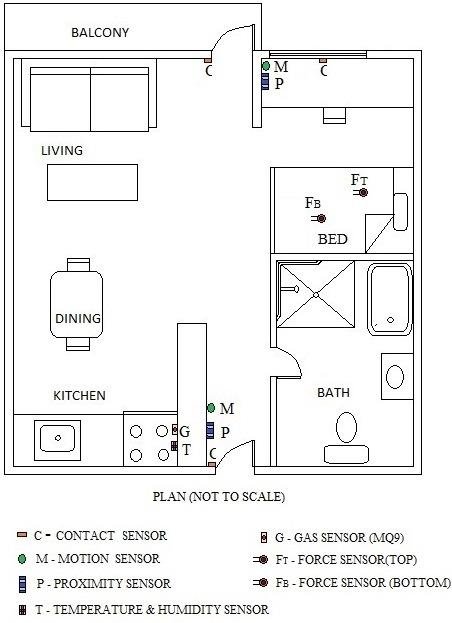 BALCONY
C
M
C
P
LIVING
FT
FB
BED
DINING
KITCHEN
BATH
M
G
P
T
C
PLAN (NOT TO SCALE)
C - CONTACT SENSOR
M - MOTION SENSOR
P - PROXIMITY SENSOR
T - TEMPERATURE & HUMIDITY SENSOR
G - GAS SENSOR (MQ9)
FT - FORCE SENSOR(TOP)
FB - FORCE SENSOR (BOTTOM)